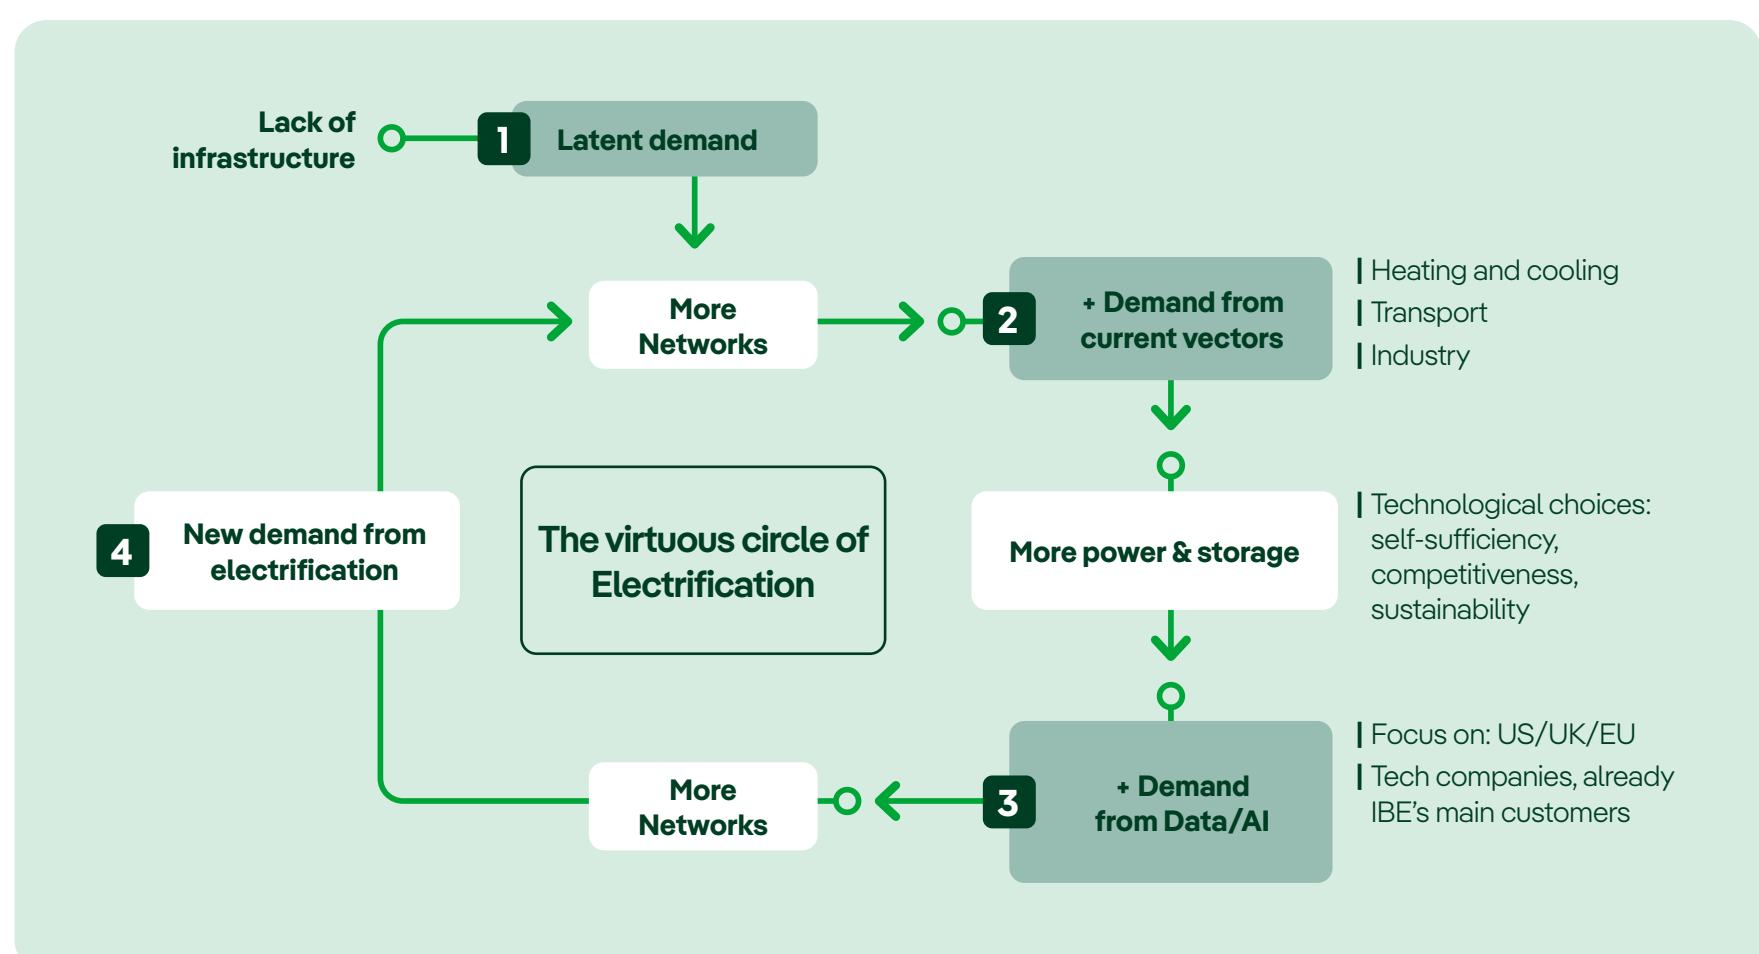 Lack of
infrastructure
1
Latent demand
More
Networks
2
+ Demand from
current vectors
Heating and cooling
Transport
Industry
4
New demand from
electrification
The virtuous circle of
Electrification
More power & storage
Technological choices:
self-sufficiency,
competitiveness,
sustainability
More
Networks
3
+ Demand
from Data/AI
Focus on: US/UK/EU
Tech companies, already
IBE’s main customers